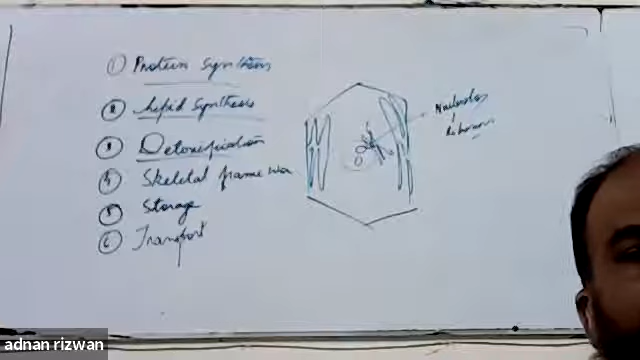 ① Protein Synthesis
② Lipid Synthesis
③ Detoxification
④ Skeletal frame wor
⑤ Storage
⑥ Transport
Nucleolus
Ribosomes
adnan rizwan